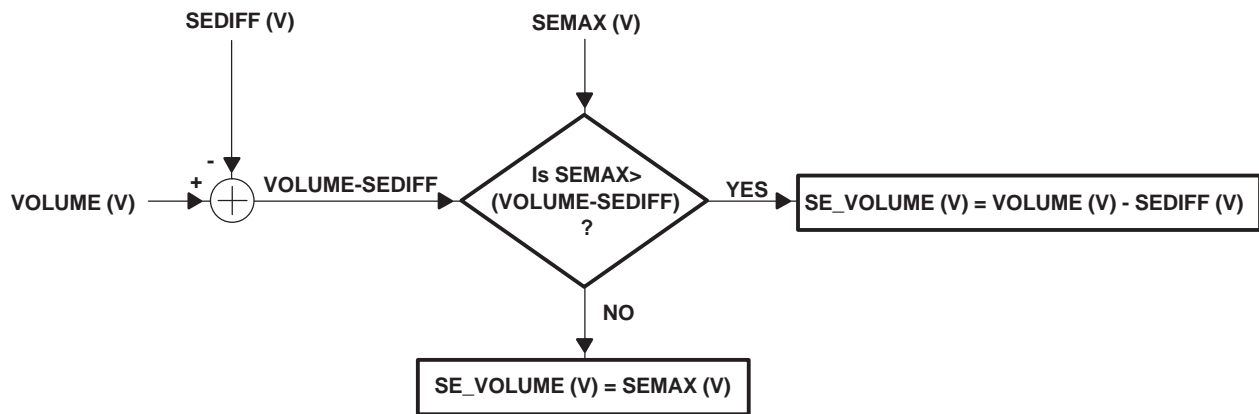 SEDIFF (V)
SEMAX (V)
-
+
VOLUME (V)
VOLUME-SEDIFF
Is SEMAX>
(VOLUME-SEDIFF)
?
YES
SE_VOLUME (V) = VOLUME (V) - SEDIFF (V)
NO
SE_VOLUME (V) = SEMAX (V)